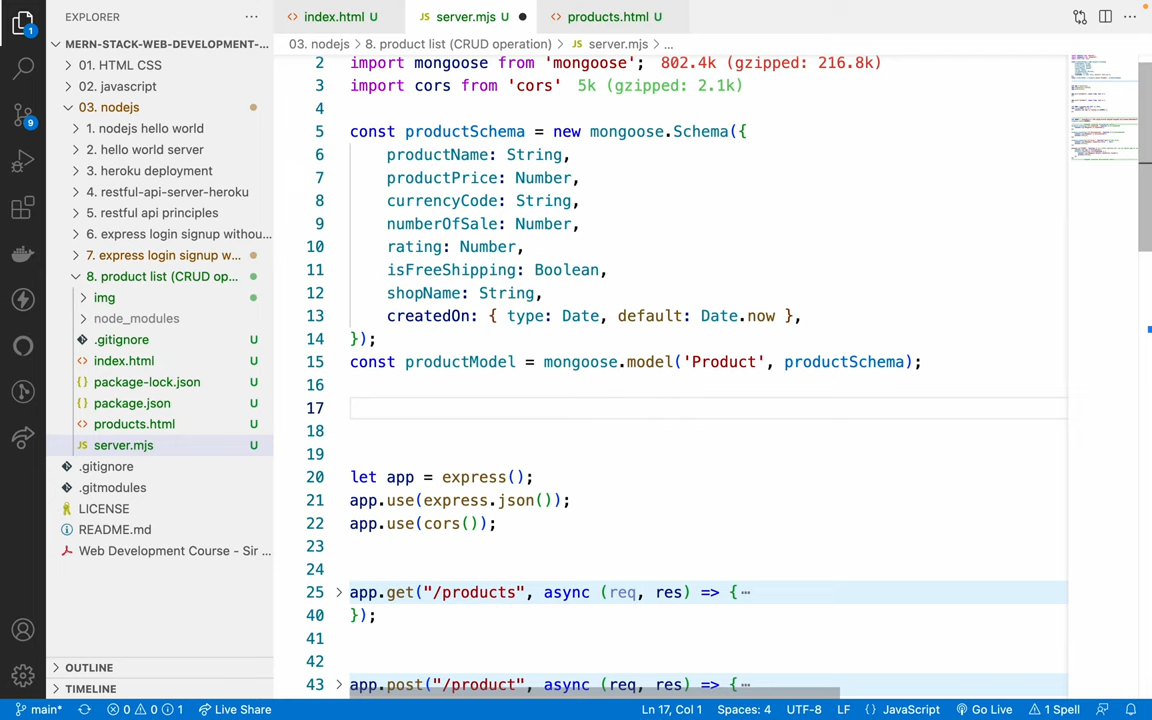 EXPLORER
index.html U
server.mjs U
products.html U
MERN-STACK-WEB-DEVELOPMENT-...
03. nodejs > 8. product list (CRUD operation) > JS server.mjs > ...
01. HTML CSS
02. javascript
03. nodejs
1. nodejs hello world
2. hello world server
3. heroku deployment
4. restful-api-server-heroku
5. restful api principles
6. express login signup withou...
7. express login signup w...
8. product list (CRUD op...
img
node_modules
.gitignore U
index.html U
package-lock.json U
package.json U
products.html U
JS server.mjs U
.gitignore
.gitmodules
LICENSE
README.md
Web Development Course - Sir ...
OUTLINE
TIMELINE
2 import mongoose from 'mongoose'; 802.4k (gzipped: 216.8k)
3 import cors from 'cors' 5k (gzipped: 2.1k)
4
5 const productSchema = new mongoose.Schema({
6 productName: String,
7 productPrice: Number,
8 currencyCode: String,
9 numberOfSale: Number,
10 rating: Number,
11 isFreeShipping: Boolean,
12 shopName: String,
13 createdOn: { type: Date, default: Date.now },
14 });
15 const productModel = mongoose.model('Product', productSchema);
16
17
18
19
20 let app = express();
21 app.use(express.json());
22 app.use(cors());
23
24
25 app.get("/products", async (req, res) => {⋯
40 });
41
42
43 app.post("/product", async (req, res) => {⋯
1
9
main* 0 0 1 Live Share Ln 17, Col 1 Spaces: 4 UTF-8 LF {} JavaScript Go Live 1 Spell